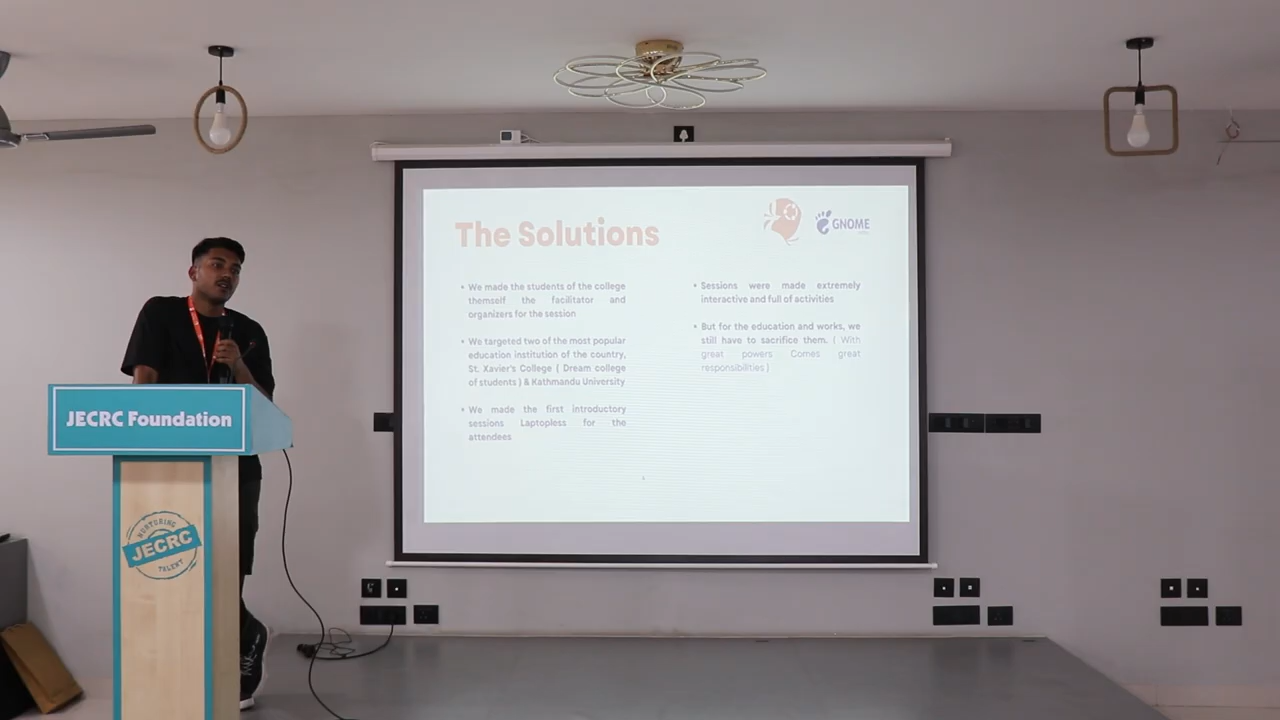 The Solutions
GNOME
• We made the students of the college
themself the facilitator and
organizers for the session
• We targeted two of the most popular
education institution of the country,
St. Xavier's College ( Dream college
of students ) & Kathmandu University
• We made the first introductory
sessions Laptopless for the
attendees
• Sessions were made extremely
interactive and full of activities
• But for the education and works, we
still have to sacrifice them. ( With
great powers Comes great
responsibilities )
JECRC Foundation
NURTURING
JECRC
TALENT